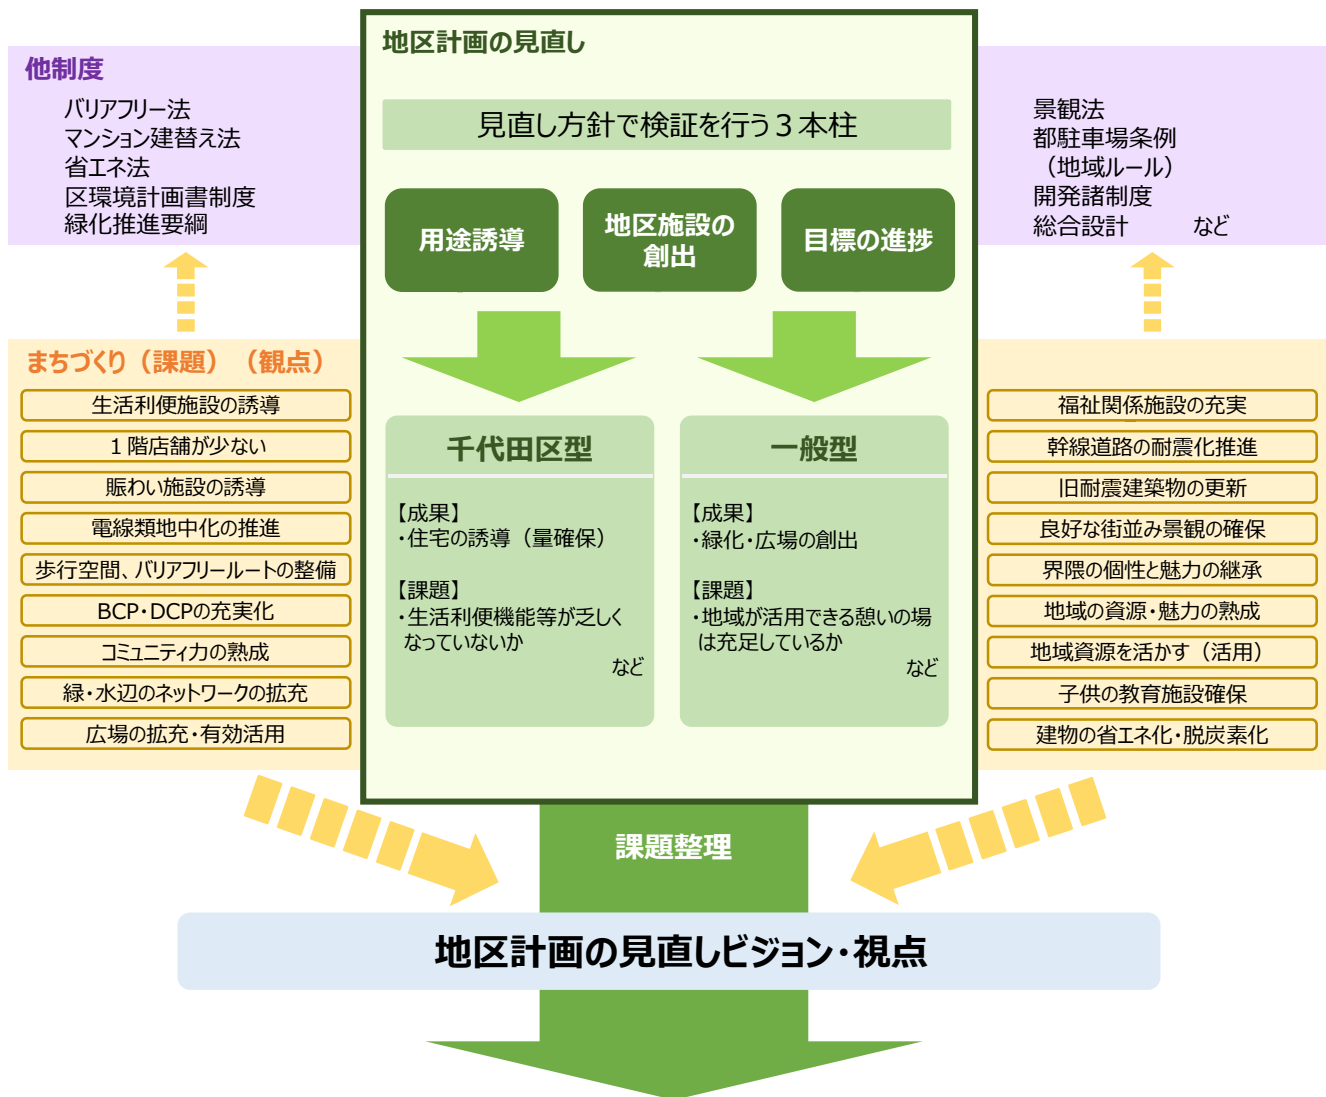 地区計画の見直し
見直し方針で検証を行う３本柱
用途誘導
地区施設の
創出
目標の進捗
千代田区型
【成果】
・住宅の誘導（量確保）
【課題】
・生活利便機能等が乏しく
なっていないか
など
一般型
【成果】
・緑化・広場の創出
【課題】
・地域が活用できる憩いの場
は充足しているか
など
他制度
バリアフリー法
マンション建替え法
省エネ法
区環境計画書制度
緑化推進要綱
景観法
都駐車場条例
（地域ルール）
開発諸制度
総合設計　　など
まちづくり（課題）（観点）
生活利便施設の誘導
１階店舗が少ない
賑わい施設の誘導
電線類地中化の推進
歩行空間、バリアフリールートの整備
BCP・DCPの充実化
コミュニティ力の熟成
緑・水辺のネットワークの拡充
広場の拡充・有効活用
福祉関係施設の充実
幹線道路の耐震化推進
旧耐震建築物の更新
良好な街並み景観の確保
界隈の個性と魅力の継承
地域の資源・魅力の熟成
地域資源を活かす（活用）
子供の教育施設確保
建物の省エネ化・脱炭素化
課題整理
地区計画の見直しビジョン・視点